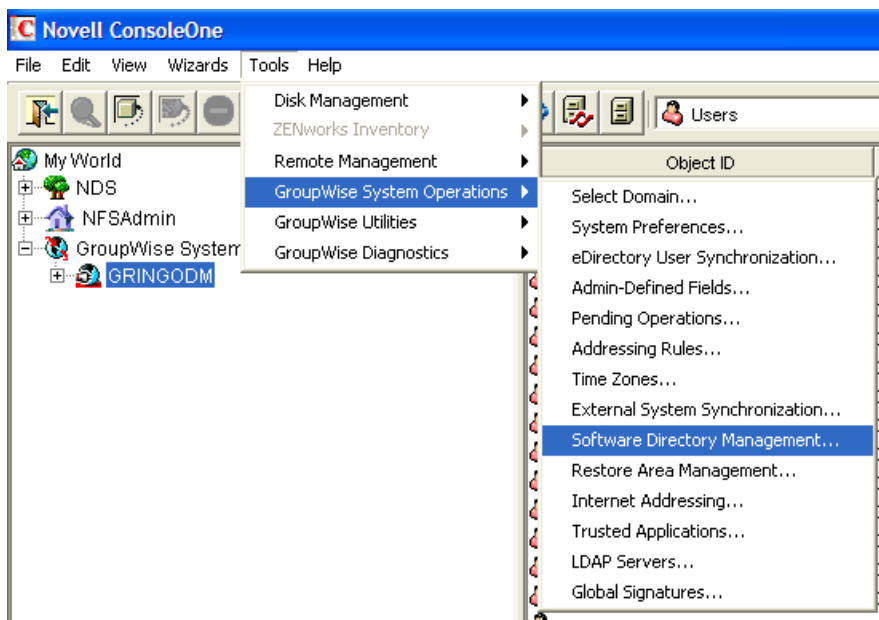 Novell ConsoleOne
File Edit View Wizards Tools Help
Users
My World
NDS
NFSAdmin
GroupWise System
GRINGODM
Disk Management
ZENworks Inventory
Remote Management
GroupWise System Operations
GroupWise Utilities
GroupWise Diagnostics
Object ID
Select Domain...
System Preferences...
eDirectory User Synchronization...
Admin-Defined Fields...
Pending Operations...
Addressing Rules...
Time Zones...
External System Synchronization...
Software Directory Management...
Restore Area Management...
Internet Addressing...
Trusted Applications...
LDAP Servers...
Global Signatures...